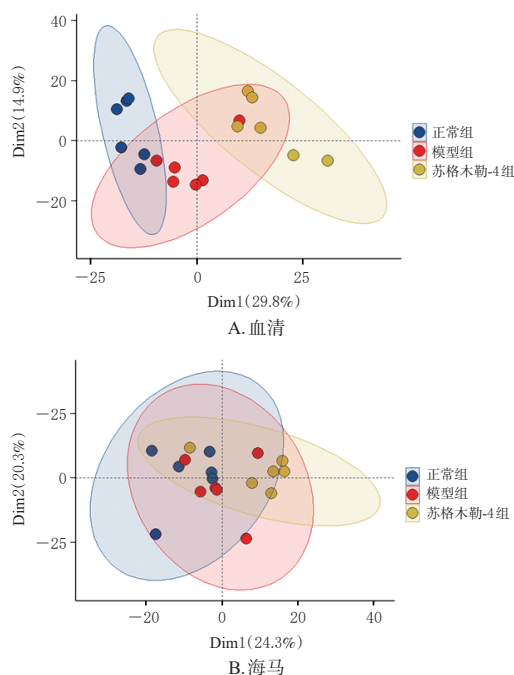 40
20
0
−20
Dim2(14.9%)
−25
0
25
Dim1(29.8%)
正常组
模型组
苏格木勒-4组
A.血清
−25
0
−25
Dim2(20.3%)
−20
0
20
40
Dim1(24.3%)
正常组
模型组
苏格木勒-4组
B.海马